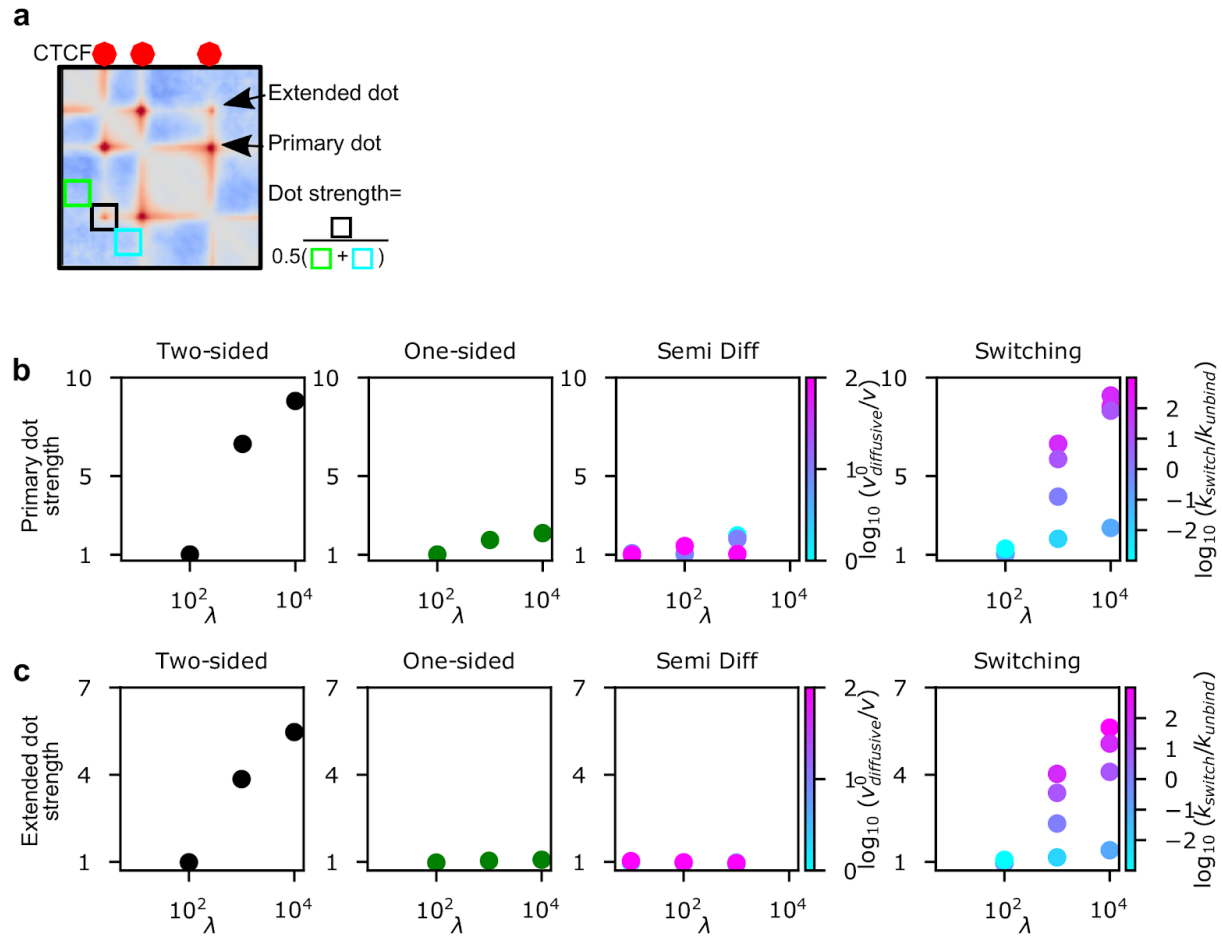 a
CTCF
Extended dot
Primary dot
Dot strength=
0.5( + )
b
Two-sided One-sided Semi Diff Switching
Primary dot
strength
10
5
1
10² 10⁴
λ
10
5
1
10² 10⁴
λ
10
5
1
10² 10⁴
λ
2
1
0
log₁₀ (v⁰diffusive/v)
10
5
1
10² 10⁴
λ
2
1
0
−1
−2
log₁₀ (kswitch/kunbind)
c
Two-sided One-sided Semi Diff Switching
Extended dot
strength
7
4
1
10² 10⁴
λ
7
4
1
10² 10⁴
λ
7
4
1
10² 10⁴
λ
2
1
0
log₁₀ (v⁰diffusive/v)
7
4
1
10² 10⁴
λ
2
1
0
−1
−2
log₁₀ (kswitch/kunbind)